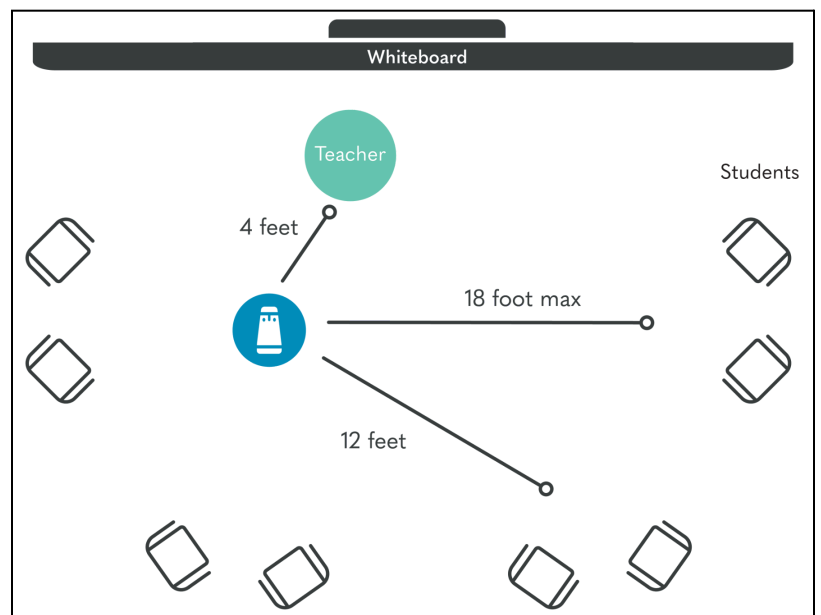 Whiteboard
Teacher
Students
4 feet
18 foot max
12 feet